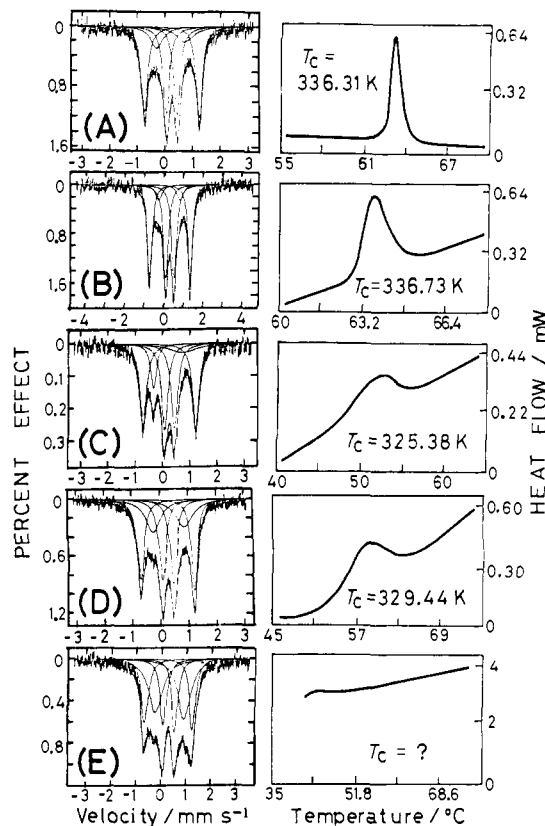 0
0,8
1,6
(A)
-3 -2 -1 0 1 2 3
Tc =
336.31 K
0.64
0.32
0
55 61 67
0
0,8
1,6
(B)
-4 -2 0 2 4
Tc = 336.73 K
0.64
0.32
0
60 63.2 66.4
0
0,1
0,2
0,3
(C)
-3 -2 -1 0 1 2 3
Tc = 325.38 K
0.44
0.22
0
40 50 60
0
0.6
1.2
(D)
-3 -2 -1 0 1 2 3
Tc = 329.44 K
0.60
0.30
0
45 57 69
0
0.4
0.8
(E)
-3 -2 -1 0 1 2 3
Tc = ?
4
2
0
35 51.8 68.6
PERCENT EFFECT
HEAT FLOW / mW
Velocity / mm s⁻¹
Temperature / °C